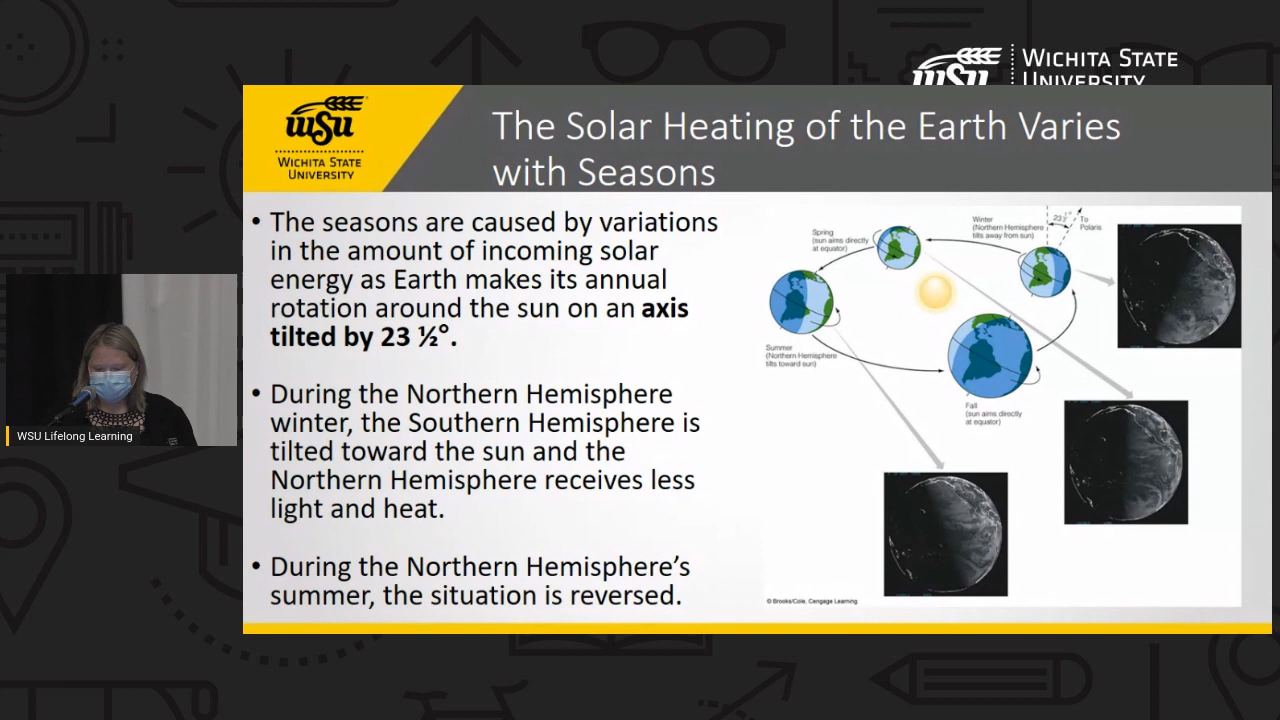 WICHITA STATE
UNIVERSITY
wsu
wsu
WICHITA STATE
UNIVERSITY
The Solar Heating of the Earth Varies
with Seasons
• The seasons are caused by variations
in the amount of incoming solar
energy as Earth makes its annual
rotation around the sun on an axis
tilted by 23 ½°.
• During the Northern Hemisphere
winter, the Southern Hemisphere is
tilted toward the sun and the
Northern Hemisphere receives less
light and heat.
• During the Northern Hemisphere’s
summer, the situation is reversed.
Spring
(sun aims directly
at equator)
Winter
(Northern Hemisphere
tilts away from sun)
23½°
To
Polaris
Summer
(Northern Hemisphere
tilts toward sun)
Fall
(sun aims directly
at equator)
© Brooks/Cole, Cengage Learning
WSU Lifelong Learning